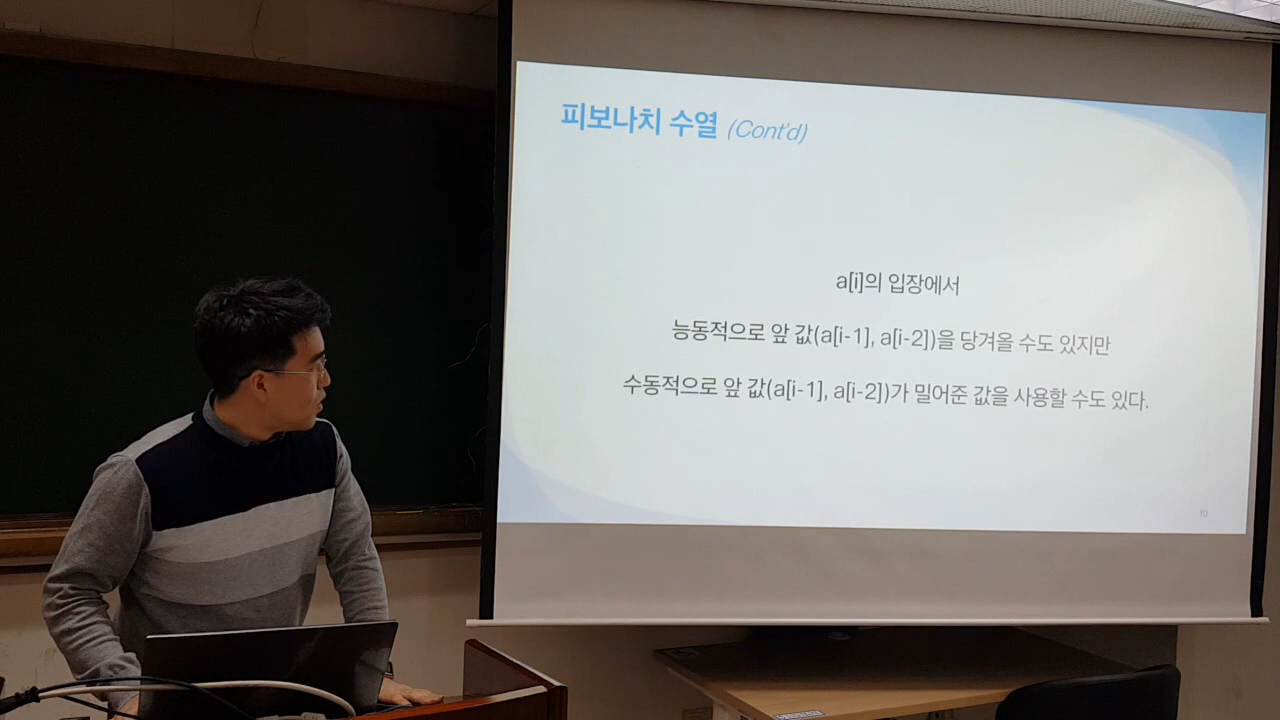 피보나치 수열 (Cont'd)
a[i]의 입장에서
능동적으로 앞 값(a[i-1], a[i-2])을 당겨올 수도 있지만
수동적으로 앞 값(a[i-1], a[i-2])가 밀어준 값을 사용할 수도 있다.
10